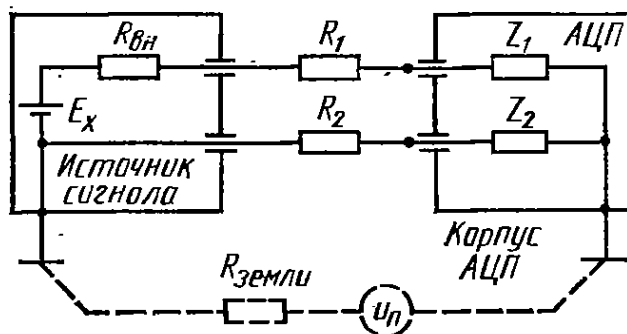 Rвн
R1
Z1
АЦП
Ex
R2
Z2
Источник
сигнола
Корпус
АЦП
Rземли
uп